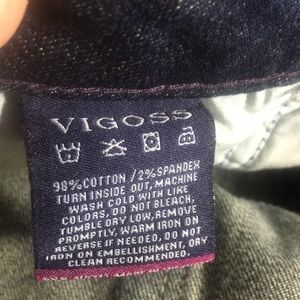 VIGOSS
98%COTTON/2%SPANDEX
TURN INSIDE OUT, MACHINE
WASH COLD WITH LIKE
COLORS, DO NOT BLEACH,
TUMBLE DRY LOW, REMOVE
PROMPTLY, WARM IRON ON
REVERSE IF NEEDED, DO NOT
IRON ON EMBELLISHMENT, DRY
CLEAN RECOMMENDED.